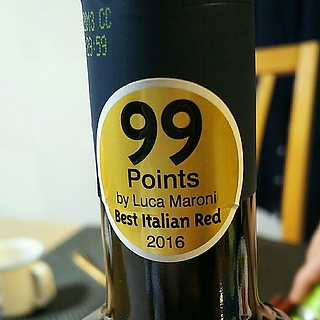 99
Points
by Luca Maroni
Best Italian Red
2016